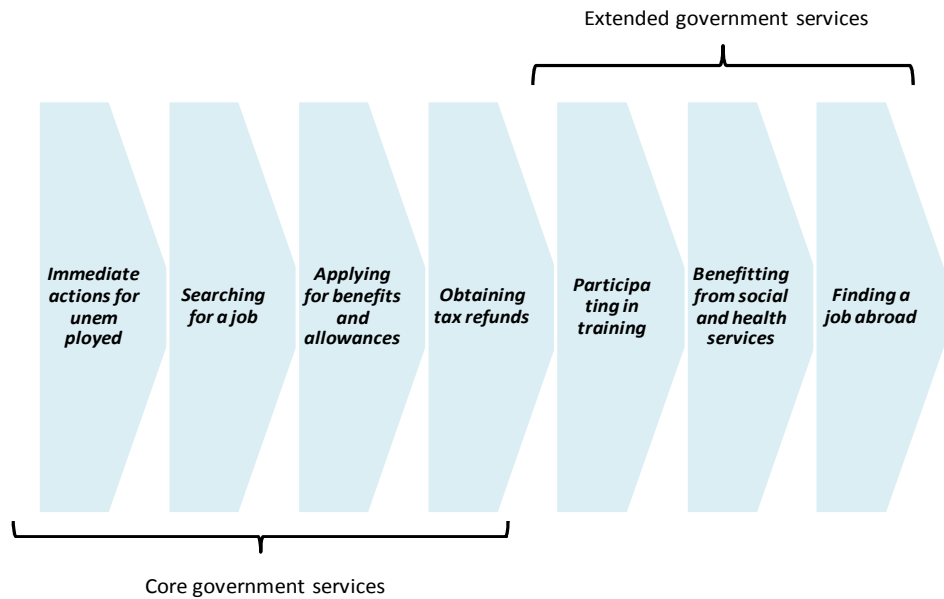 Extended government services
Immediate
actions for
unem
ployed
Searching
for a job
Applying
for benefits
and
allowances
Obtaining
tax refunds
Participa
ting in
training
Benefitting
from social
and health
services
Finding a
job abroad
Core government services